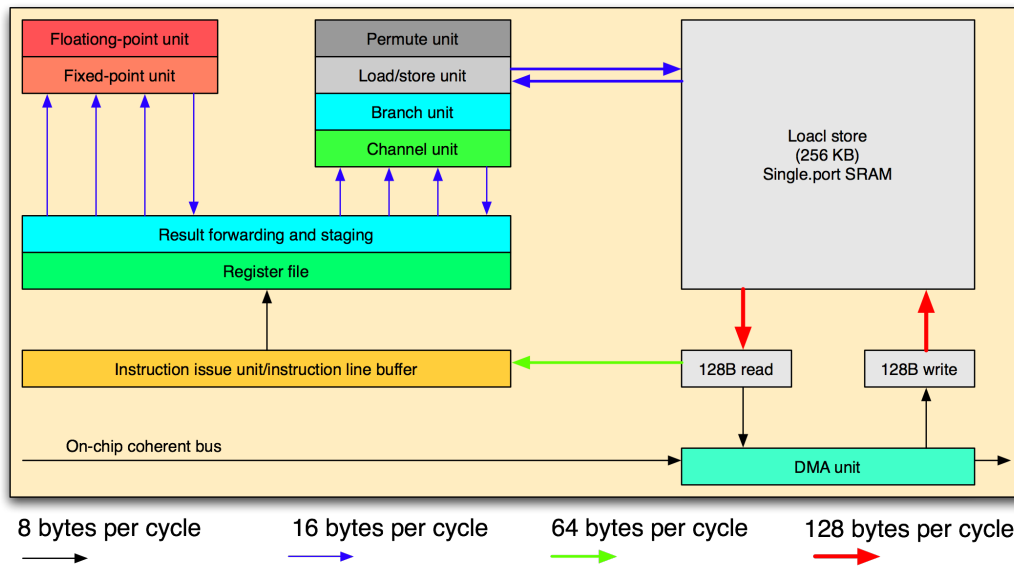 Floationg-point unit
Fixed-point unit
Permute unit
Load/store unit
Branch unit
Channel unit
Loacl store
(256 KB)
Single.port SRAM
Result forwarding and staging
Register file
Instruction issue unit/instruction line buffer
128B read
128B write
On-chip coherent bus
DMA unit
8 bytes per cycle
16 bytes per cycle
64 bytes per cycle
128 bytes per cycle